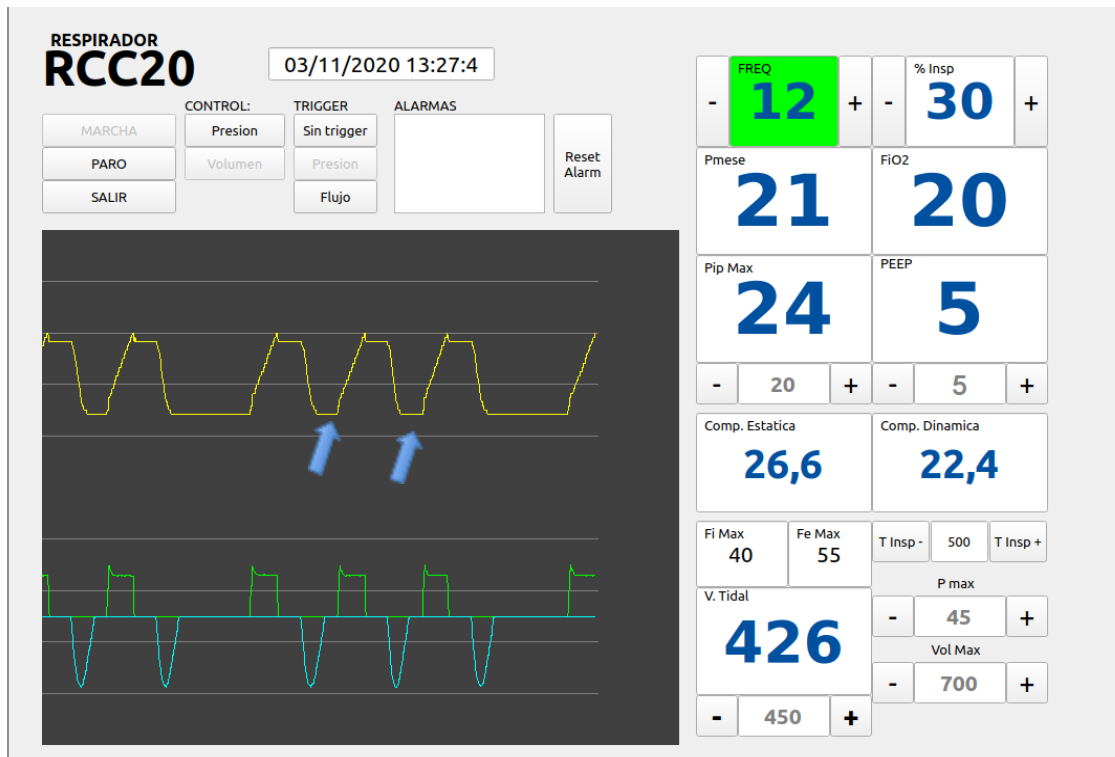 RESPIRADOR
RCC20
03/11/2020 13:27:4
CONTROL: TRIGGER ALARMAS
MARCHA Presion Sin trigger
PARO Volumen Presion
SALIR Flujo
Reset
Alarm
FREQ
- 12 +
% Insp
- 30 +
Pmese
21
FiO2
20
Pip Max
24
PEEP
5
- 20 +
- 5 +
Comp. Estatica
26,6
Comp. Dinamica
22,4
Fi Max
40
Fe Max
55
T Insp - 500 T Insp +
P max
- 45 +
V. Tidal
426
Vol Max
- 700 +
- 450 +